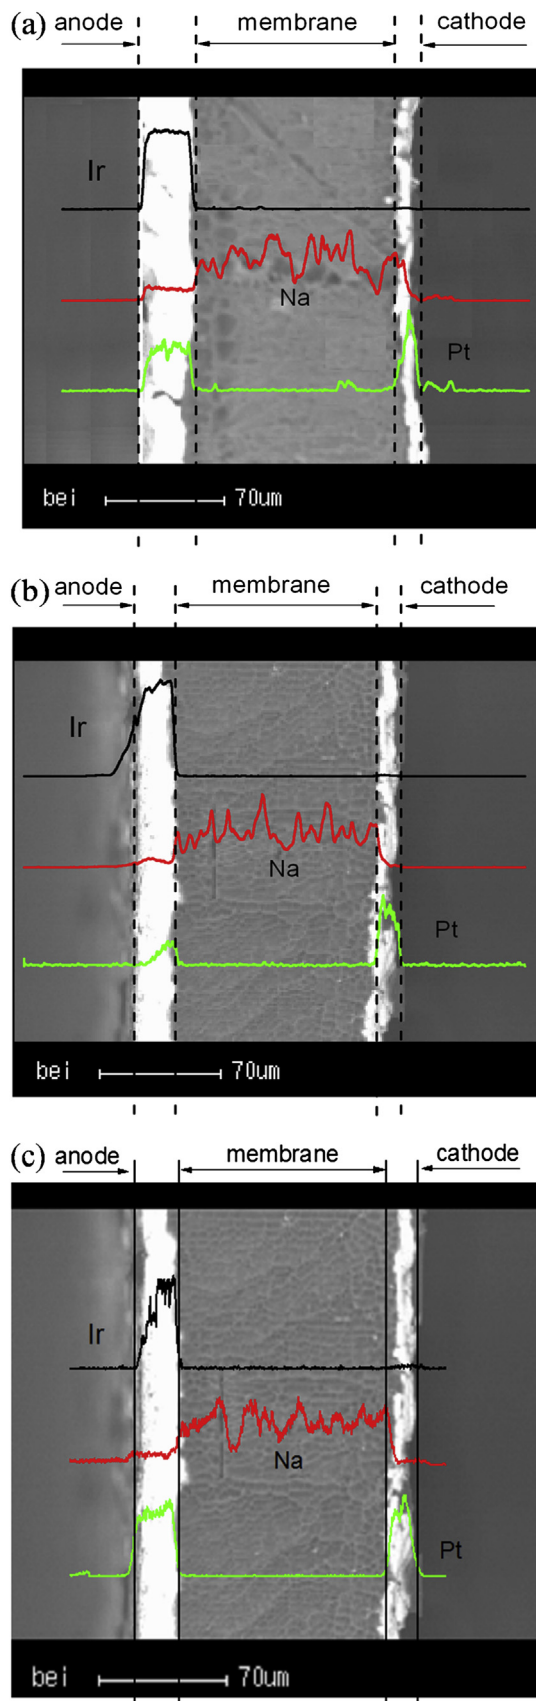 (a) anode membrane cathode
Ir
Na
Pt
bei 70um
(b) anode membrane cathode
Ir
Na
Pt
bei 70um
(c) anode membrane cathode
Ir
Na
Pt
bei 70um